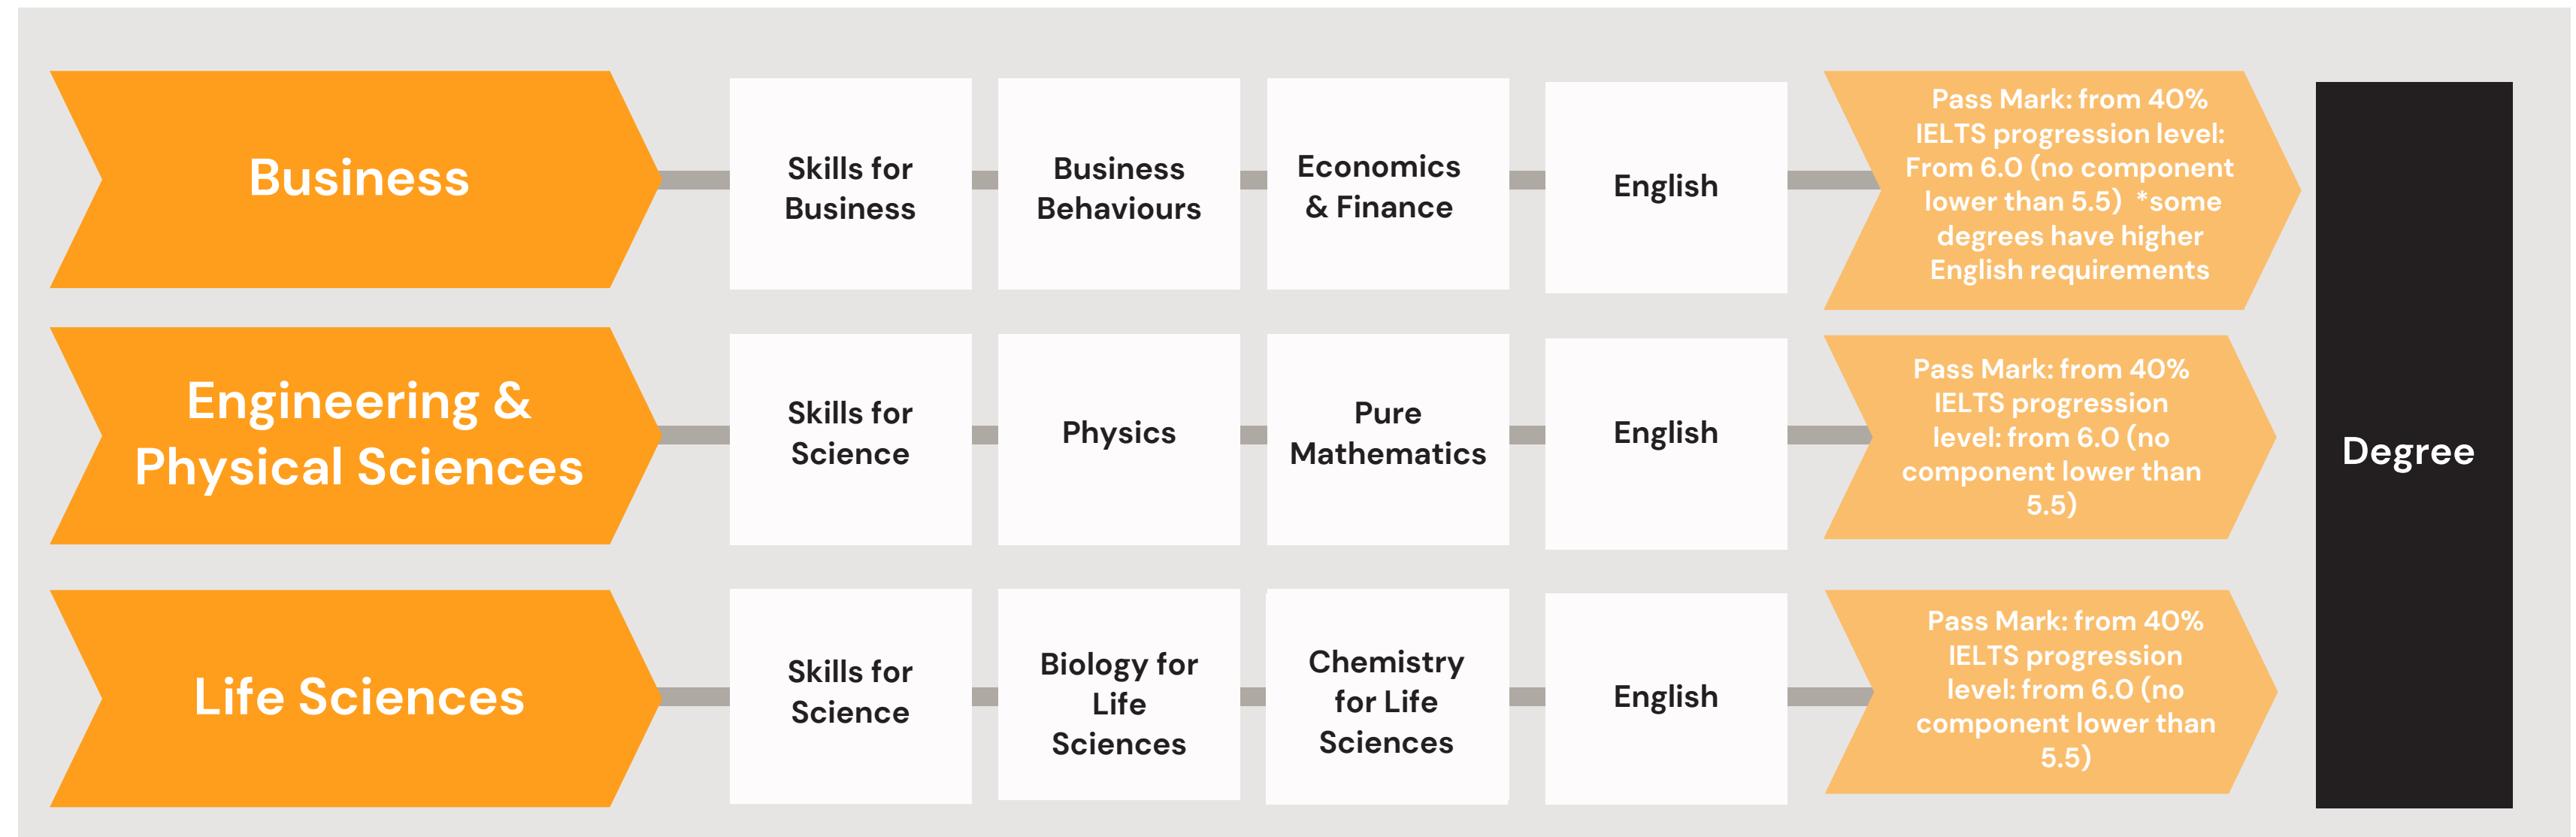 Business
Skills for
Business
Business
Behaviours
Economics
& Finance
English
Pass Mark: from 40%
IELTS progression level:
From 6.0 (no component
lower than 5.5) *some
degrees have higher
English requirements
Engineering &
Physical Sciences
Skills for
Science
Physics
Pure
Mathematics
English
Pass Mark: from 40%
IELTS progression
level: from 6.0 (no
component lower than
5.5)
Life Sciences
Skills for
Science
Biology for
Life
Sciences
Chemistry
for Life
Sciences
English
Pass Mark: from 40%
IELTS progression
level: from 6.0 (no
component lower than
5.5)
Degree